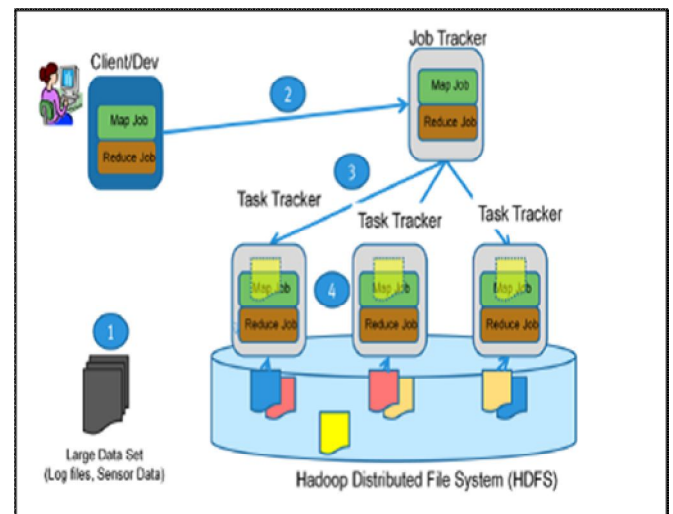 Job Tracker
Client/Dev
Map Job
Reduce Job
2
Map Job
Reduce Job
3
Task Tracker
Task Tracker
Task Tracker
Map Job
Reduce Job
4
Map Job
Reduce Job
Map Job
Reduce Job
1
Large Data Set
(Log files, Sensor Data)
Hadoop Distributed File System (HDFS)